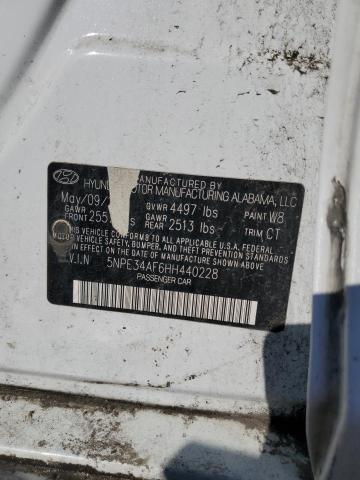 MANUFACTURED BY
HYUNDAI MOTOR MANUFACTURING ALABAMA, LLC
May/09/ GVWR 4497 lbs PAINT W8
GAWR FRONT 255 S GAWR REAR 2513 lbs TRIM CT
THIS VEHICLE CONFORMS TO ALL APPLICABLE U.S.A. FEDERAL
MOTOR VEHICLE SAFETY, BUMPER, AND THEFT PREVENTION STANDARDS
IN EFFECT ON THE DATE OF MANUFACTURE SHOWN ABOVE.
V.I.N 5NPE34AF6HH440228
PASSENGER CAR